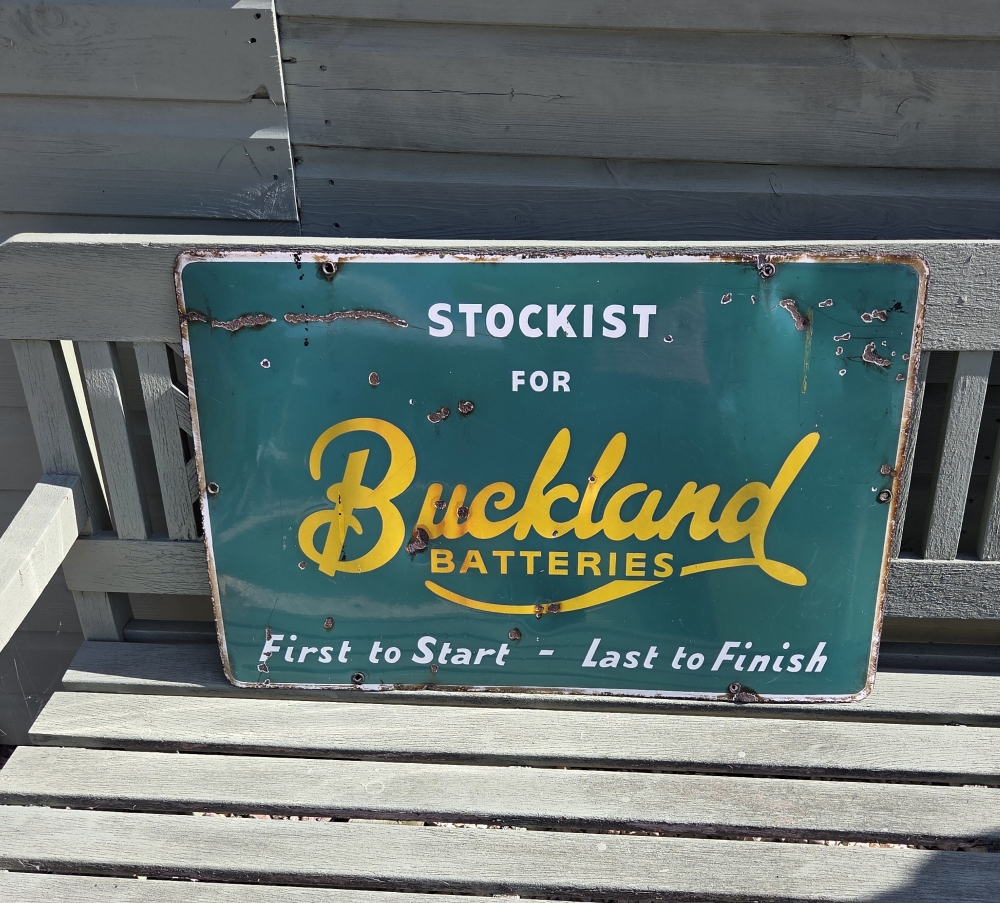 STOCKIST
FOR
Buckland
BATTERIES
First to Start - Last to Finish